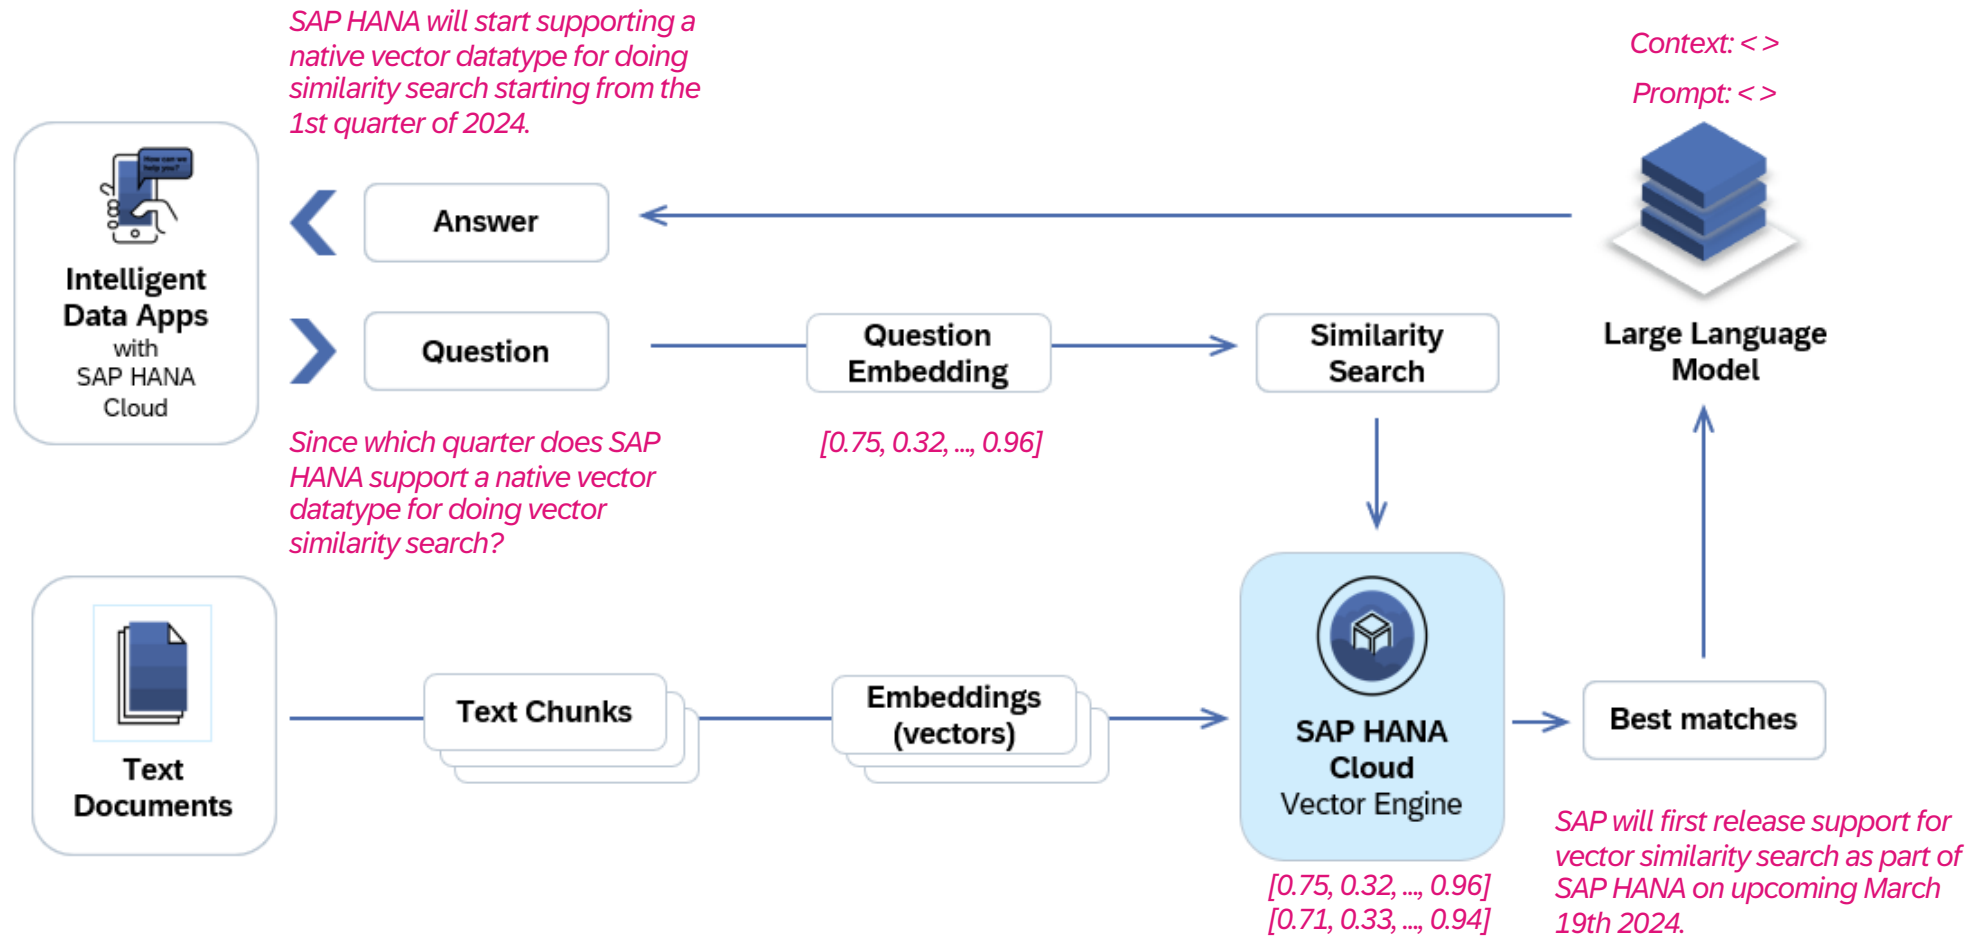 SAP HANA will start supporting a
native vector datatype for doing
similarity search starting from the
1st quarter of 2024.
Context: < >
Prompt: < >
How can we
help you?
Intelligent
Data Apps
with
SAP HANA
Cloud
Answer
Question
Question
Embedding
Similarity
Search
Large Language
Model
Since which quarter does SAP
HANA support a native vector
datatype for doing vector
similarity search?
[0.75, 0.32, ..., 0.96]
Text
Documents
Text Chunks
Embeddings
(vectors)
SAP HANA
Cloud
Vector Engine
Best matches
[0.75, 0.32, ..., 0.96]
[0.71, 0.33, ..., 0.94]
SAP will first release support for
vector similarity search as part of
SAP HANA on upcoming March
19th 2024.